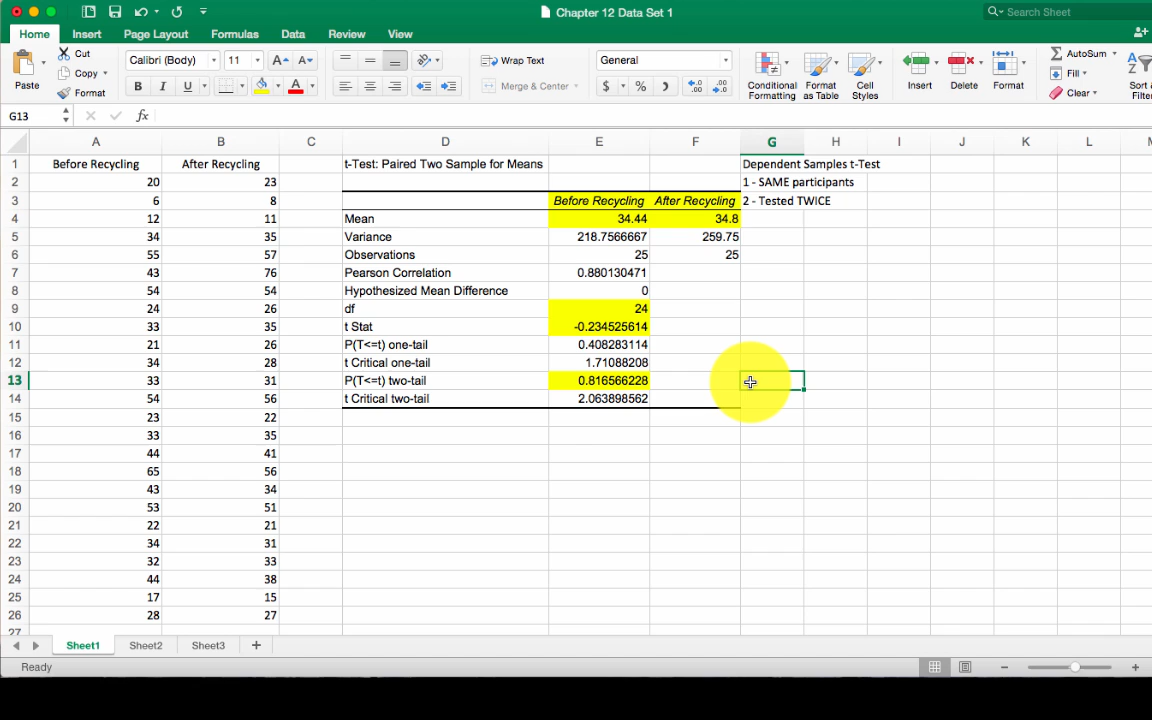 Chapter 12 Data Set 1
Search Sheet
Home Insert Page Layout Formulas Data Review View
Paste
Cut
Copy
Format
Calibri (Body) 11 A A
B I U A
Wrap Text
Merge & Center
General
$ % ) .0 .00 .00 .0
Conditional Formatting
Format as Table
Cell Styles
Insert
Delete
Format
AutoSum
Fill
Clear
Sort &
G13 fx
A B C D E F G H I J K L
1 Before Recycling After Recycling t-Test: Paired Two Sample for Means Dependent Samples t-Test
2 20 23 1 - SAME participants
3 6 8 Before Recycling After Recycling 2 - Tested TWICE
4 12 11 Mean 34.44 34.8
5 34 35 Variance 218.7566667 259.75
6 55 57 Observations 25 25
7 43 76 Pearson Correlation 0.880130471
8 54 54 Hypothesized Mean Difference 0
9 24 26 df 24
10 33 35 t Stat -0.234525614
11 21 26 P(T<=t) one-tail 0.408283114
12 34 28 t Critical one-tail 1.71088208
13 33 31 P(T<=t) two-tail 0.816566228
14 54 56 t Critical two-tail 2.063898562
15 23 22
16 33 35
17 44 41
18 65 56
19 43 34
20 53 51
21 22 21
22 34 31
23 32 33
24 44 38
25 17 15
26 28 27
27
Sheet1 Sheet2 Sheet3 +
Ready